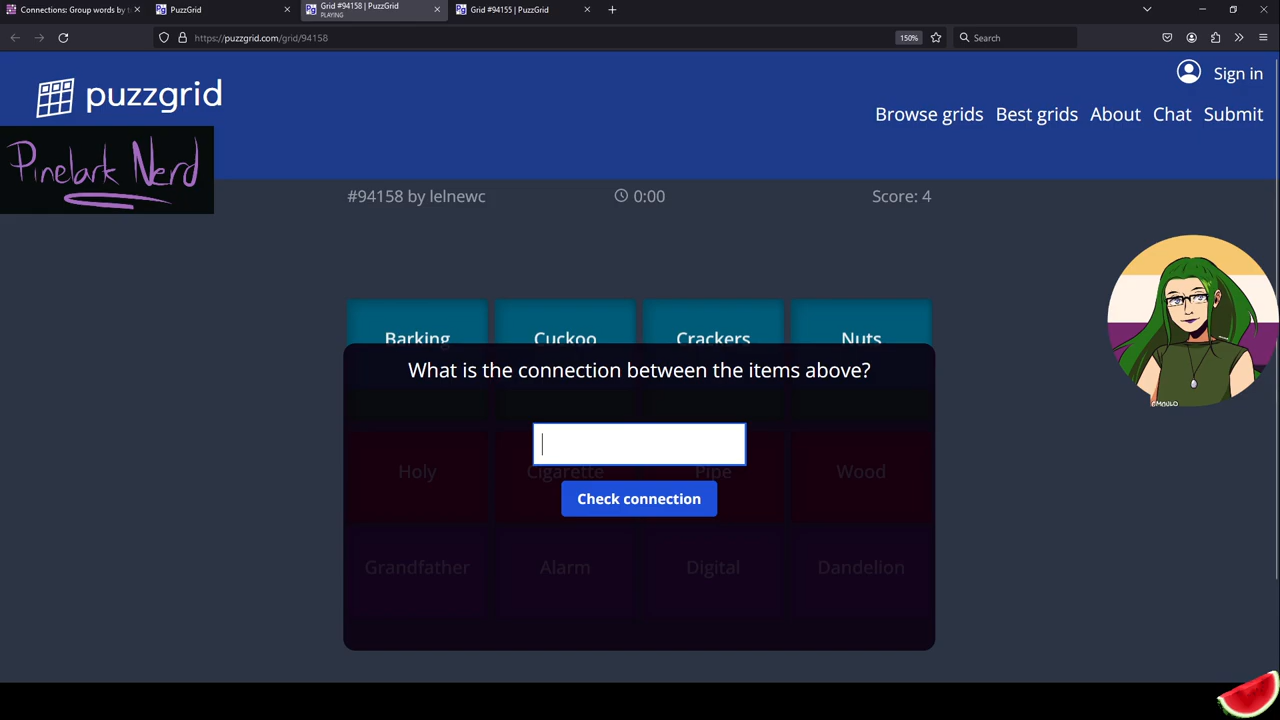 Connections: Group words by t
PuzzGrid
Grid #94158 | PuzzGrid
PLAYING
Grid #94155 | PuzzGrid
https://puzzgrid.com/grid/94158
150%
Search
puzzgrid
Sign in
Browse grids
Best grids
About
Chat
Submit
Pinelark Nerd
#94158 by lelnewc
0:00
Score: 4
Barking
Cuckoo
Crackers
Nuts
What is the connection between the items above?
Holy
Cigarette
Pipe
Wood
Check connection
Grandfather
Alarm
Digital
Dandelion